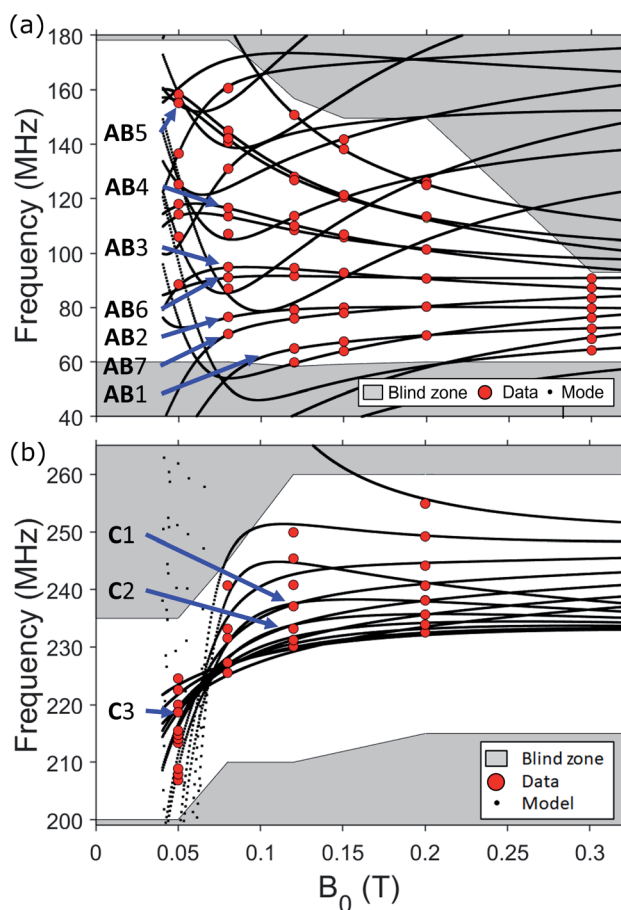 (a)
180
160
140
120
100
80
60
40
Frequency (MHz)
AB5
AB4
AB3
AB6
AB2
AB7
AB1
Blind zone Data Mode
(b)
260
250
240
230
220
210
200
Frequency (MHz)
C1
C2
C3
Blind zone
Data
Model
0 0.05 0.1 0.15 0.2 0.25 0.3
B0 (T)